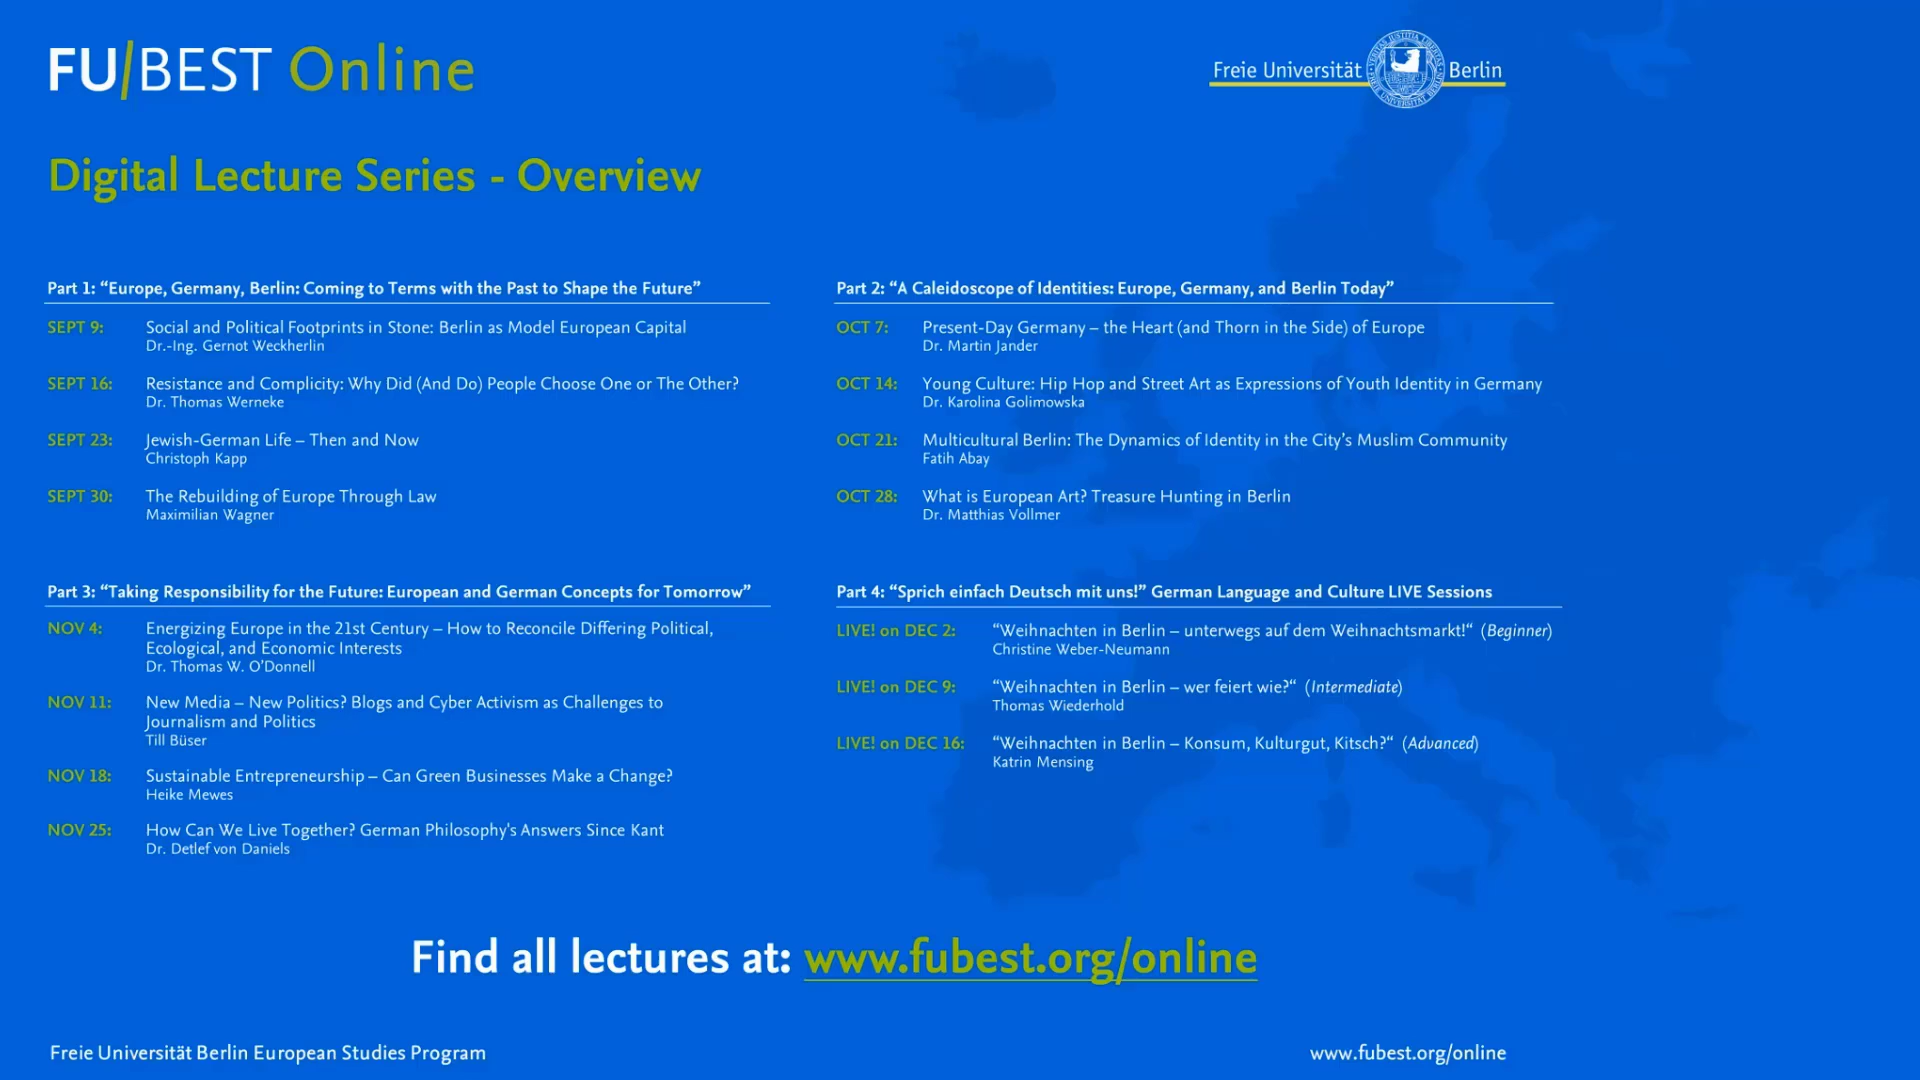 FU/BEST Online
Freie Universität Berlin
Digital Lecture Series - Overview
Part 1: “Europe, Germany, Berlin: Coming to Terms with the Past to Shape the Future”
SEPT 9: Social and Political Footprints in Stone: Berlin as Model European Capital
Dr.-Ing. Gernot Weckherlin
SEPT 16: Resistance and Complicity: Why Did (And Do) People Choose One or The Other?
Dr. Thomas Werneke
SEPT 23: Jewish-German Life – Then and Now
Christoph Kapp
SEPT 30: The Rebuilding of Europe Through Law
Maximilian Wagner
Part 2: “A Caleidoscope of Identities: Europe, Germany, and Berlin Today”
OCT 7: Present-Day Germany – the Heart (and Thorn in the Side) of Europe
Dr. Martin Jander
OCT 14: Young Culture: Hip Hop and Street Art as Expressions of Youth Identity in Germany
Dr. Karolina Golimowska
OCT 21: Multicultural Berlin: The Dynamics of Identity in the City’s Muslim Community
Fatih Abay
OCT 28: What is European Art? Treasure Hunting in Berlin
Dr. Matthias Vollmer
Part 3: “Taking Responsibility for the Future: European and German Concepts for Tomorrow”
NOV 4: Energizing Europe in the 21st Century – How to Reconcile Differing Political,
Ecological, and Economic Interests
Dr. Thomas W. O’Donnell
NOV 11: New Media – New Politics? Blogs and Cyber Activism as Challenges to
Journalism and Politics
Till Büser
NOV 18: Sustainable Entrepreneurship – Can Green Businesses Make a Change?
Heike Mewes
NOV 25: How Can We Live Together? German Philosophy's Answers Since Kant
Dr. Detlef von Daniels
Part 4: “Sprich einfach Deutsch mit uns!” German Language and Culture LIVE Sessions
LIVE! on DEC 2: “Weihnachten in Berlin – unterwegs auf dem Weihnachtsmarkt!“ (Beginner)
Christine Weber-Neumann
LIVE! on DEC 9: “Weihnachten in Berlin – wer feiert wie?“ (Intermediate)
Thomas Wiederhold
LIVE! on DEC 16: “Weihnachten in Berlin – Konsum, Kulturgut, Kitsch?“ (Advanced)
Katrin Mensing
Find all lectures at: www.fubest.org/online
Freie Universität Berlin European Studies Program
www.fubest.org/online